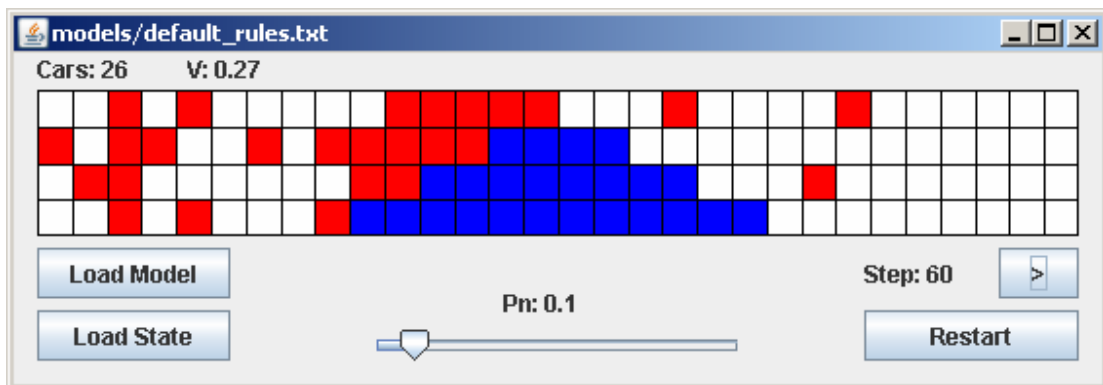 models/default_rules.txt
Cars: 26 V: 0.27
Load Model
Step: 60 >
Pn: 0.1
Load State
Restart